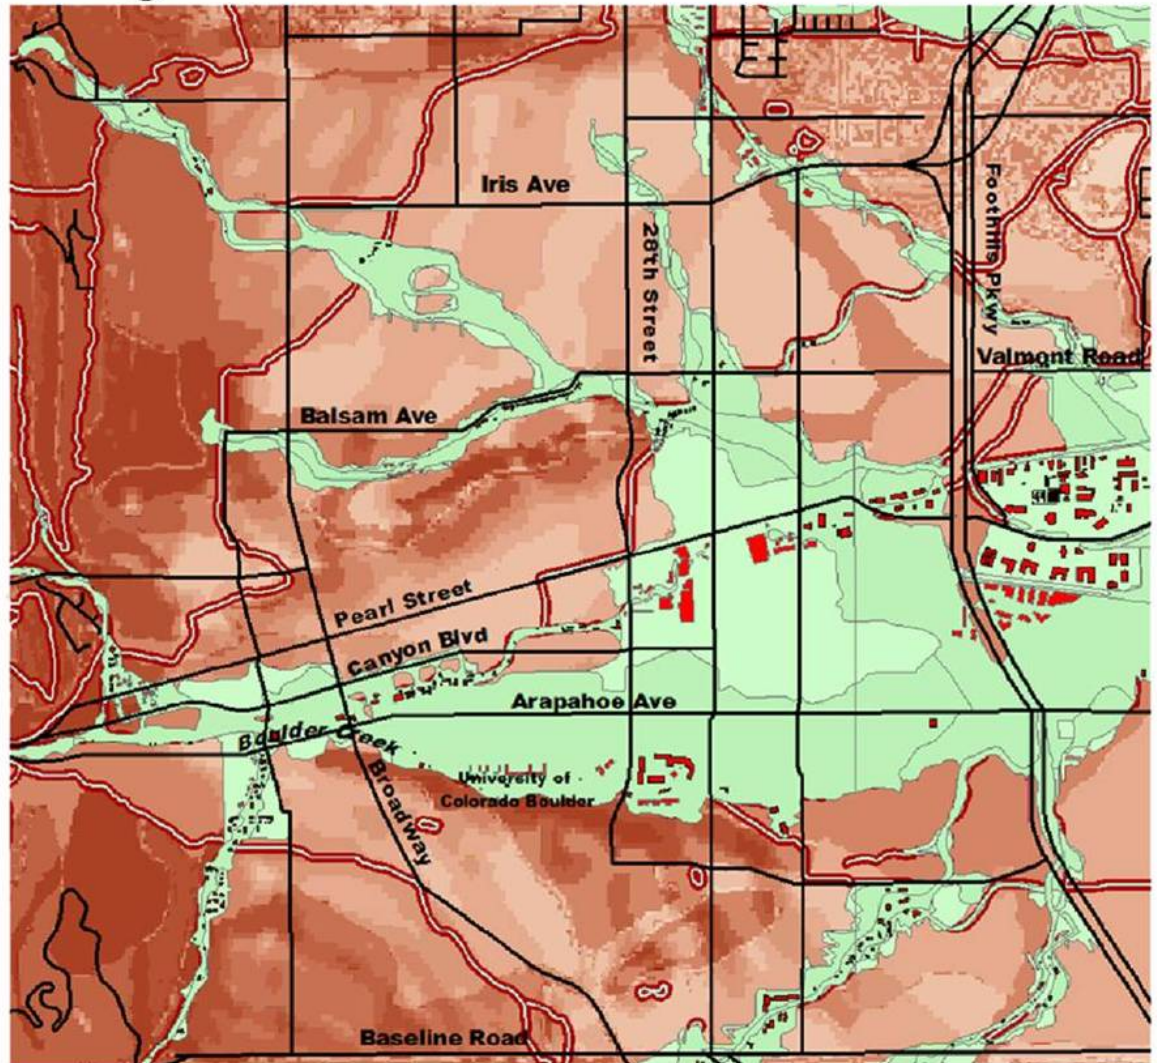 Iris Ave
28th Street
Foothills Pkwy
Valmont Road
Balsam Ave
Pearl Street
Canyon Blvd
Arapahoe Ave
Boulder Creek
Broadway
University of
Colorado Boulder
Baseline Road